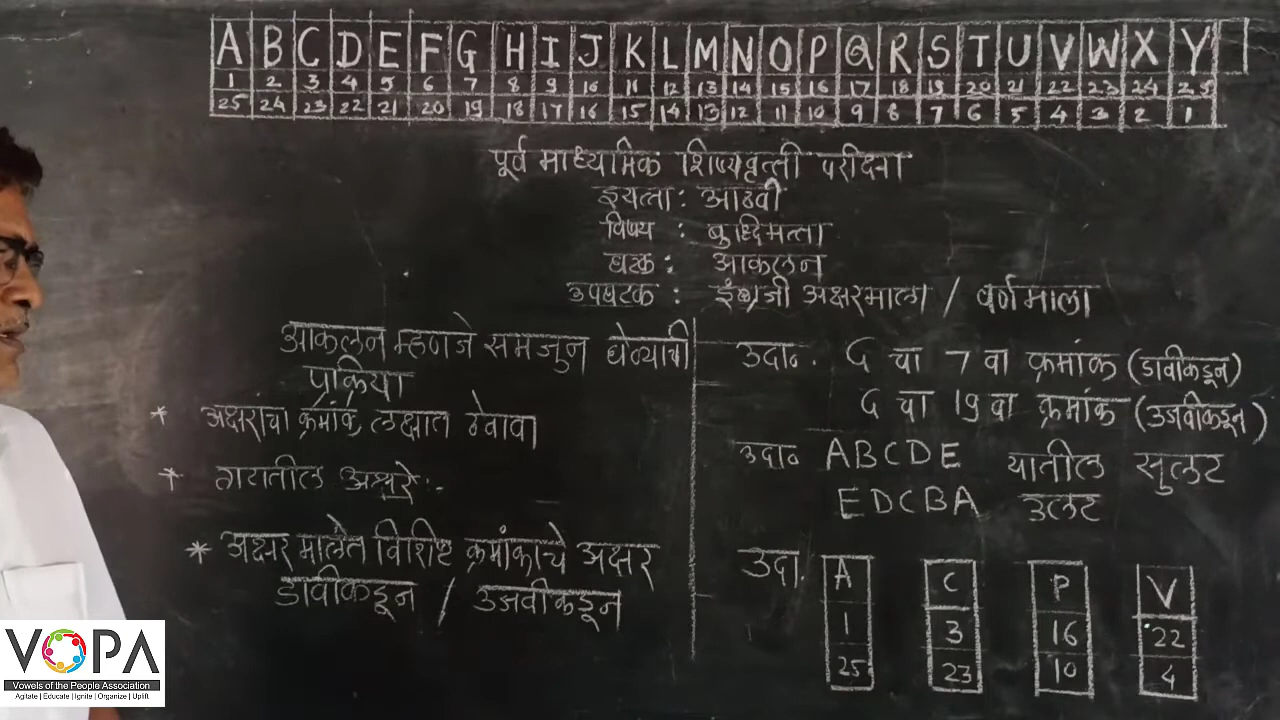 A B C D E F G H I J K L M N O P Q R S T U V W X Y
1 2 3 4 5 6 7 8 9 10 11 12 13 14 15 16 17 18 19 20 21 22 23 24 25
25 24 23 22 21 20 19 18 17 16 15 14 13 12 11 10 9 8 7 6 5 4 3 2 1
पूर्व माध्यमिक शिष्यवृत्ती परीक्षा
इयत्ता : आठवी
विषय : बुध्दिमत्ता
घटक : आकलन
उपघटक : इंग्रजी अक्षरमाला / वर्णमाला
आकलन म्हणजे समजुन घेण्याची
प्रक्रिया
* अक्षरांचा क्रमांक लक्षात ठेवावा
* गटातील अक्षरे :-
* अक्षर मालेत विशिष्ट क्रमांकाचे अक्षर
डावीकडून / उजवीकडून
उदा. G चा 7 वा क्रमांक (डावीकडून)
G चा 19 वा क्रमांक (उजवीकडून)
उदा. ABCDE यातील सुलट
EDCBA उलट
उदा. A C P V
1 3 16 22
25 23 10 4
VOPA
Vowels of the People Association
Agitate | Educate | Ignite | Organize | Uplift